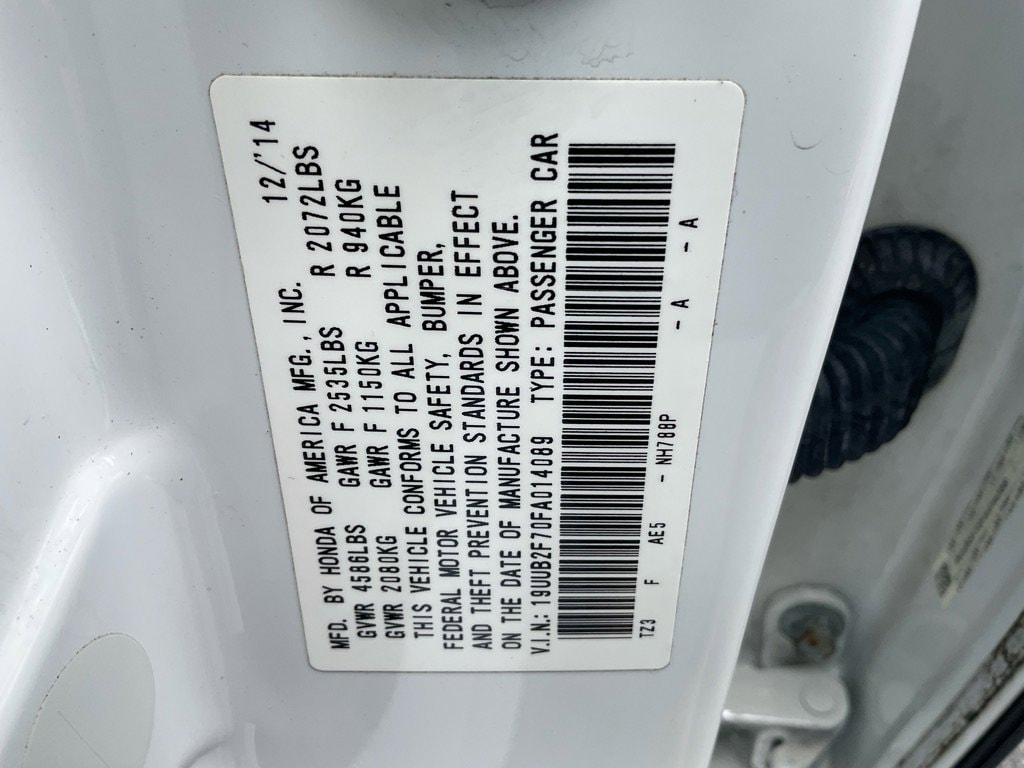 MFD. BY HONDA OF AMERICA MFG., INC. 12/'14
GVWR 4586LBS GAWR F 2535LBS R 2072LBS
GVWR 2080KG GAWR F 1150KG R 940KG
THIS VEHICLE CONFORMS TO ALL APPLICABLE
FEDERAL MOTOR VEHICLE SAFETY, BUMPER,
AND THEFT PREVENTION STANDARDS IN EFFECT
ON THE DATE OF MANUFACTURE SHOWN ABOVE.
V.I.N.: 19UUB2F70FA014089 TYPE: PASSENGER CAR
TZ3 F AE5 - NH788P - A - A